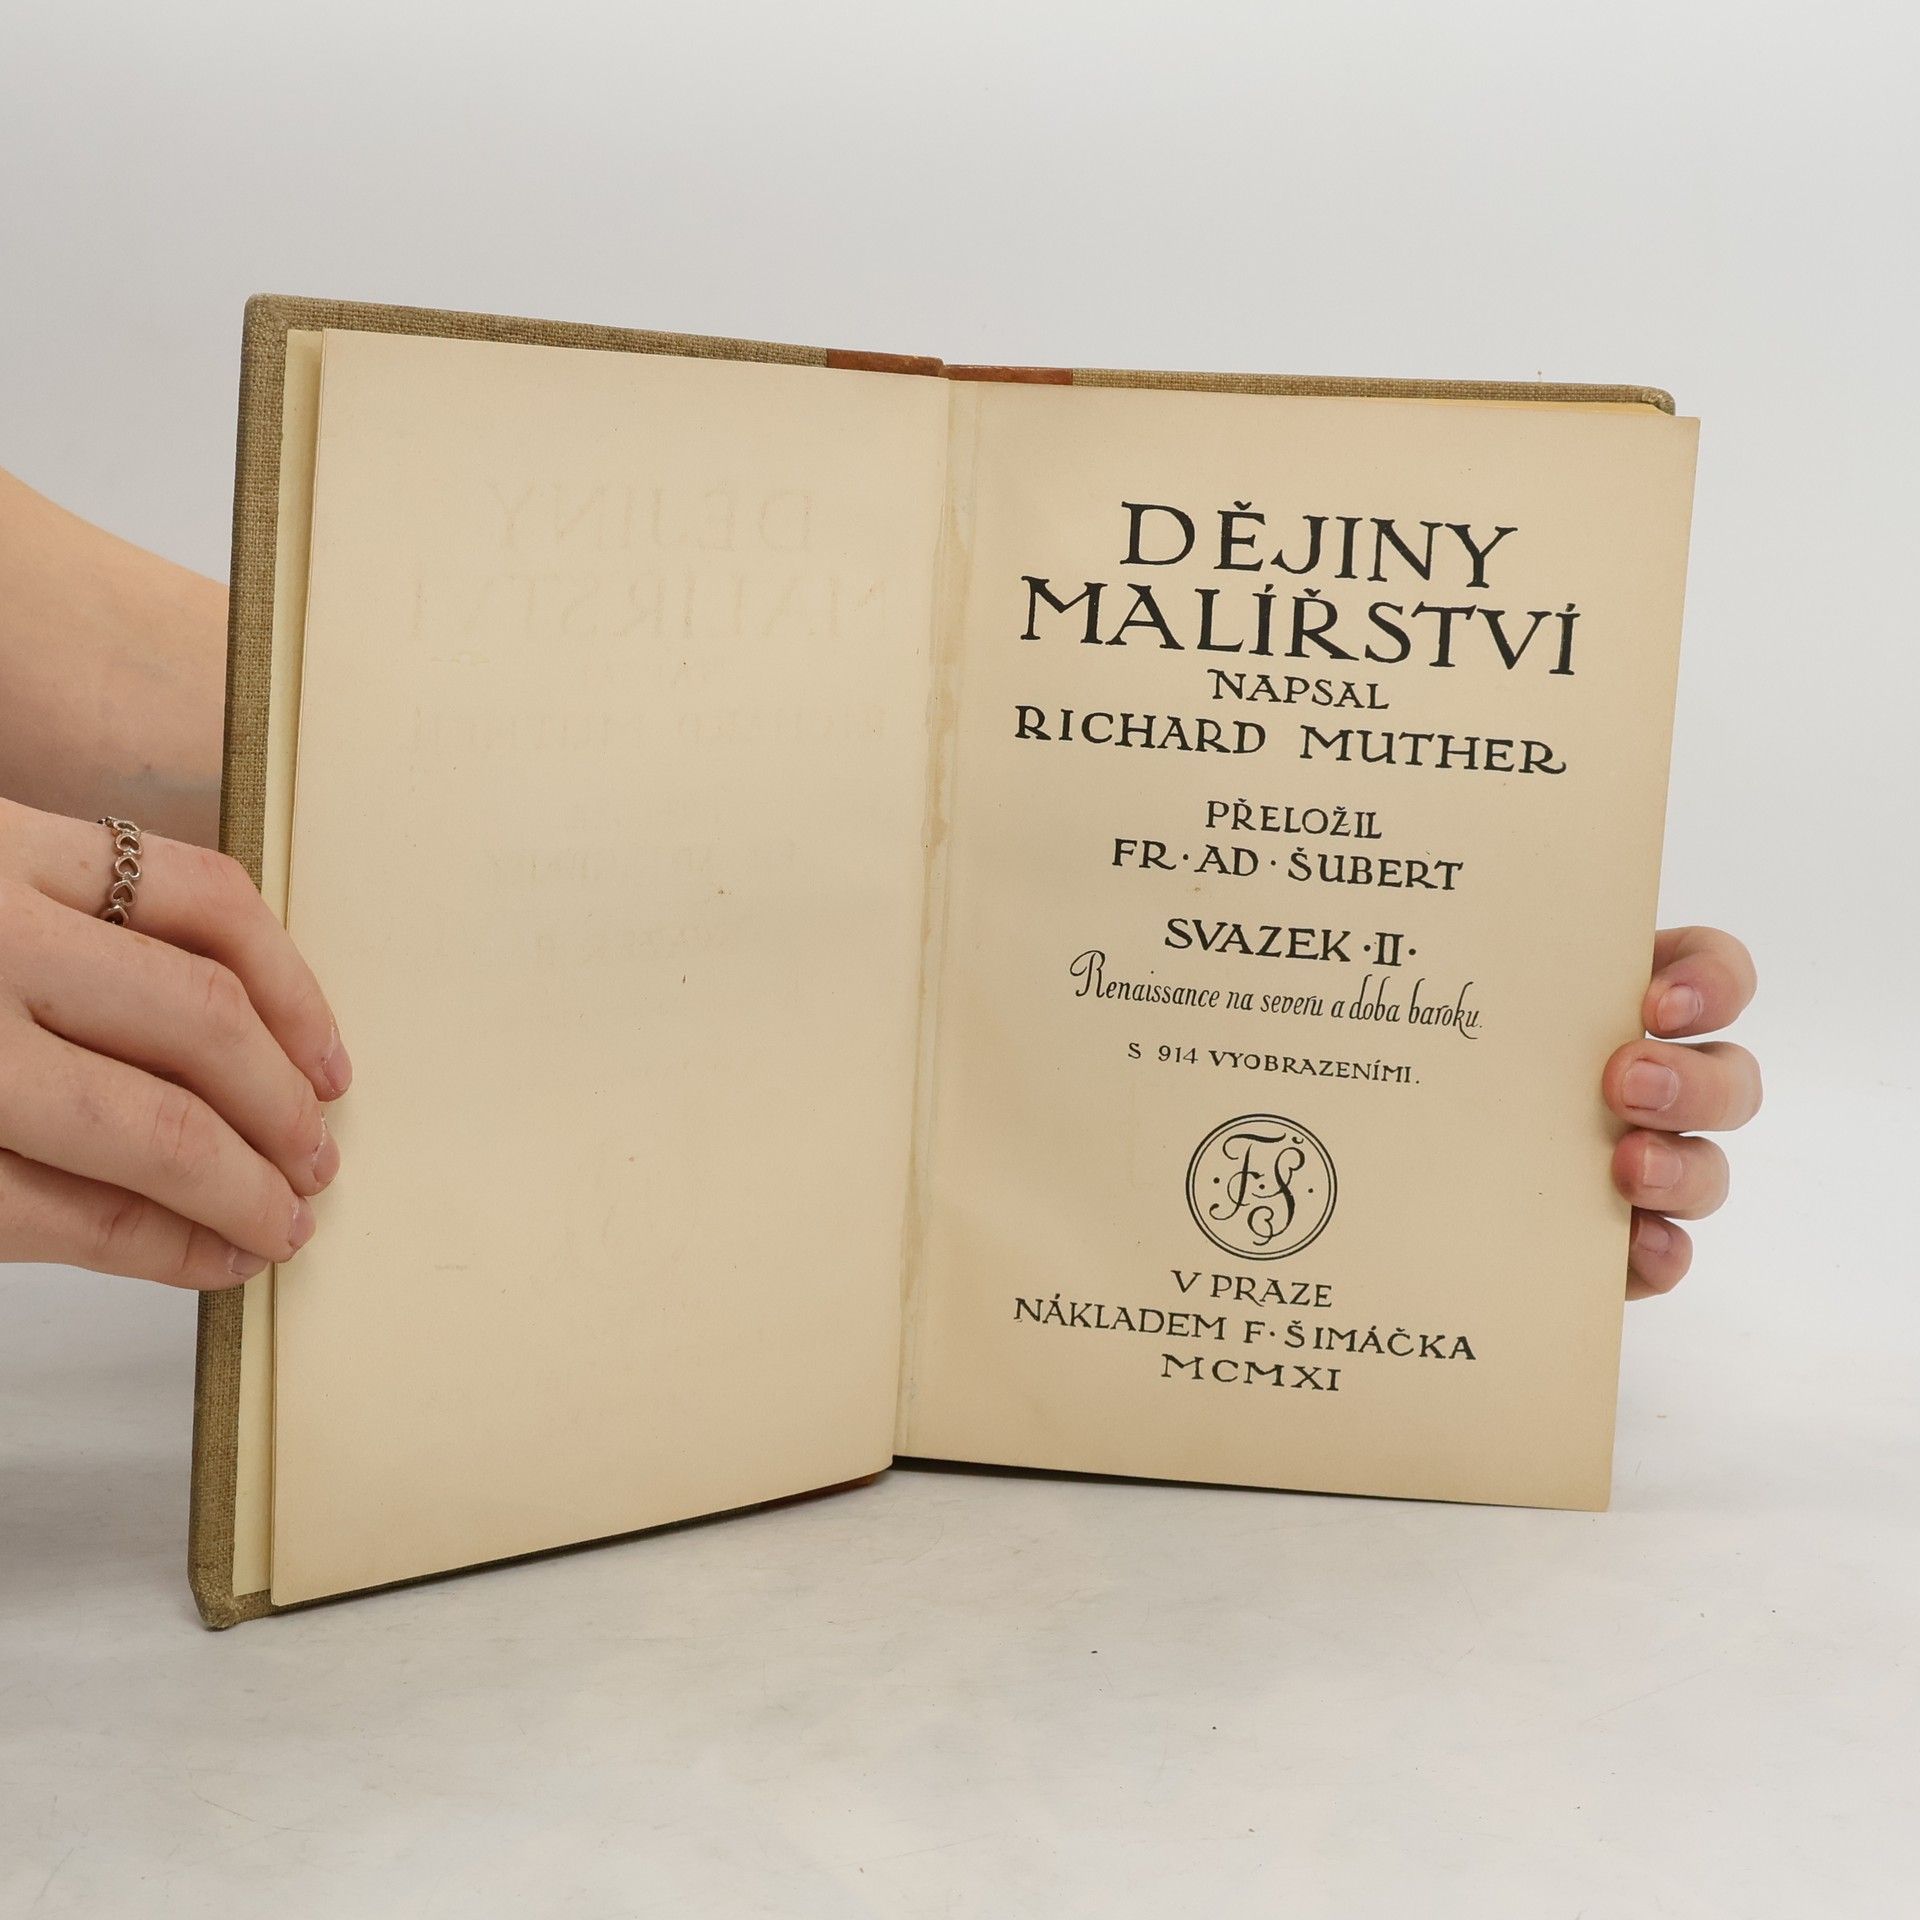 DĚJINY
MALÍŘSTVÍ
NAPSAL
RICHARD MUTHER
PŘELOŽIL
FR · AD · ŠUBERT
SVAZEK · II ·
Renaissance na severu a doba baroku.
S 914 VYOBRAZENÍMI.
F · Š
V PRAZE
NÁKLADEM F · ŠIMÁČKA
MCMXI